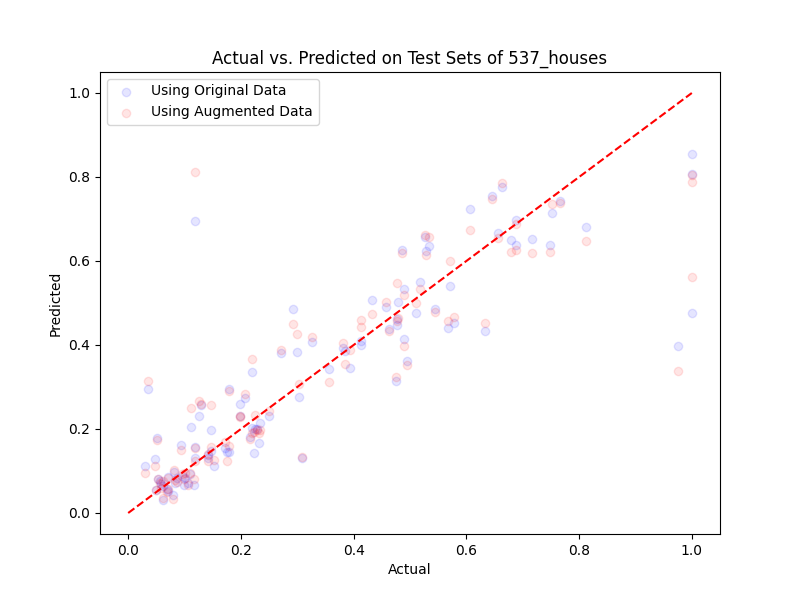 Actual vs. Predicted on Test Sets of 537_houses
Using Original Data
Using Augmented Data
1.0
0.8
0.6
0.4
0.2
0.0
Predicted
0.0 0.2 0.4 0.6 0.8 1.0
Actual